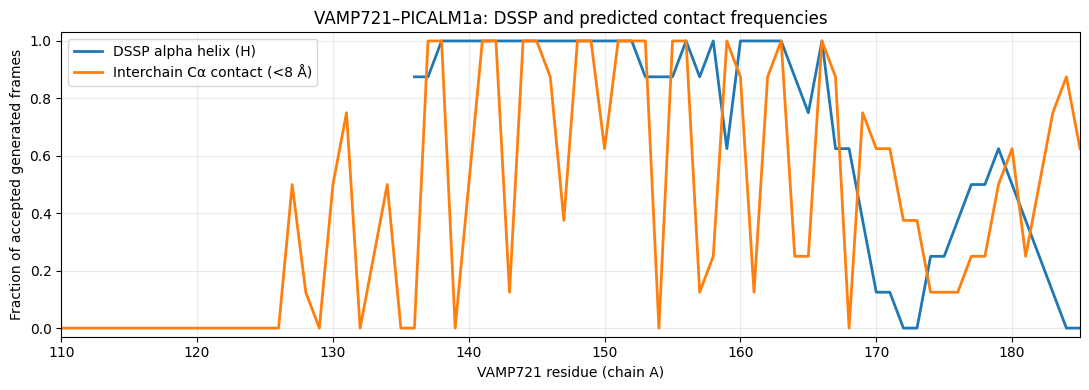 VAMP721–PICALM1a: DSSP and predicted contact frequencies
DSSP alpha helix (H)
Interchain Cα contact (<8 Å)
Fraction of accepted generated frames
1.0
0.8
0.6
0.4
0.2
0.0
110 120 130 140 150 160 170 180
VAMP721 residue (chain A)